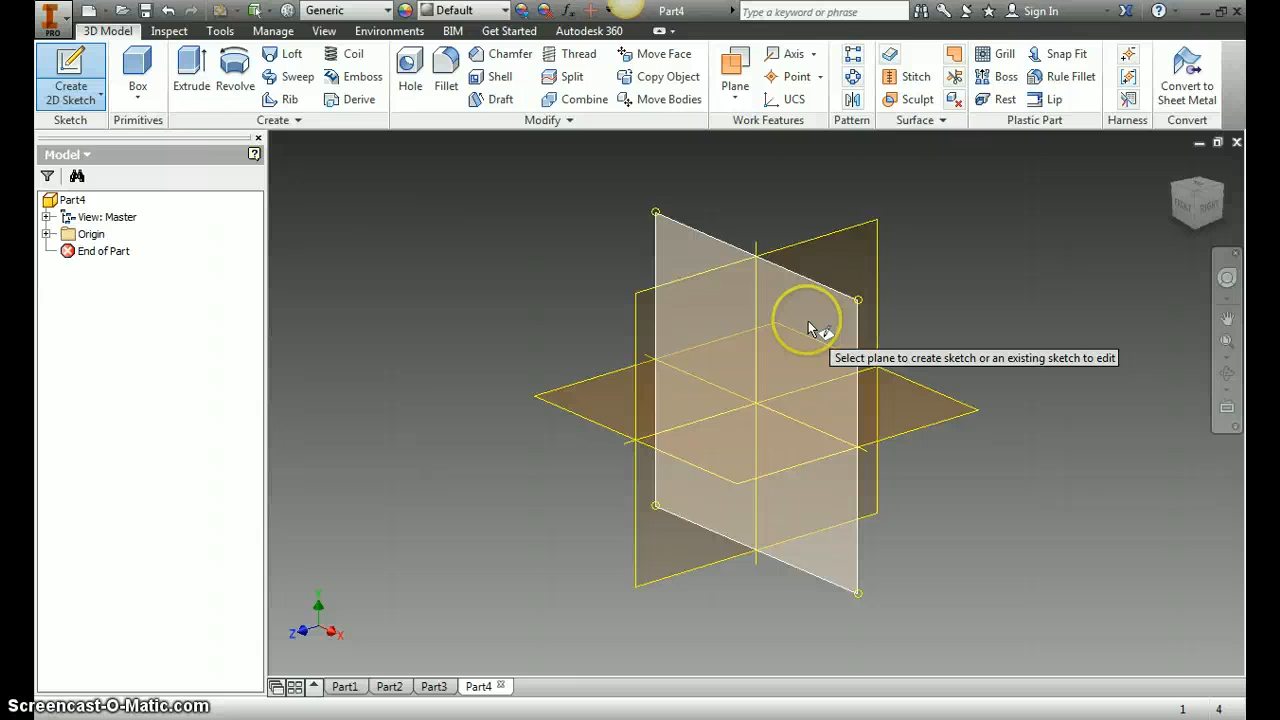 Generic
Default
Part4
Type a keyword or phrase
Sign In
PRO
3D Model
Inspect
Tools
Manage
View
Environments
BIM
Get Started
Autodesk 360
Create
2D Sketch
Sketch
Box
Primitives
Extrude
Revolve
Loft
Sweep
Rib
Coil
Emboss
Derive
Create
Hole
Fillet
Chamfer
Shell
Draft
Thread
Split
Combine
Move Face
Copy Object
Move Bodies
Modify
Plane
Axis
Point
UCS
Work Features
Pattern
Stitch
Sculpt
Surface
Grill
Boss
Rest
Snap Fit
Rule Fillet
Lip
Plastic Part
Harness
Convert to
Sheet Metal
Convert
Model
Part4
View: Master
Origin
End of Part
RIGHT
Select plane to create sketch or an existing sketch to edit
Y
Z
X
Part1
Part2
Part3
Part4
Screencast-O-Matic.com
1
4